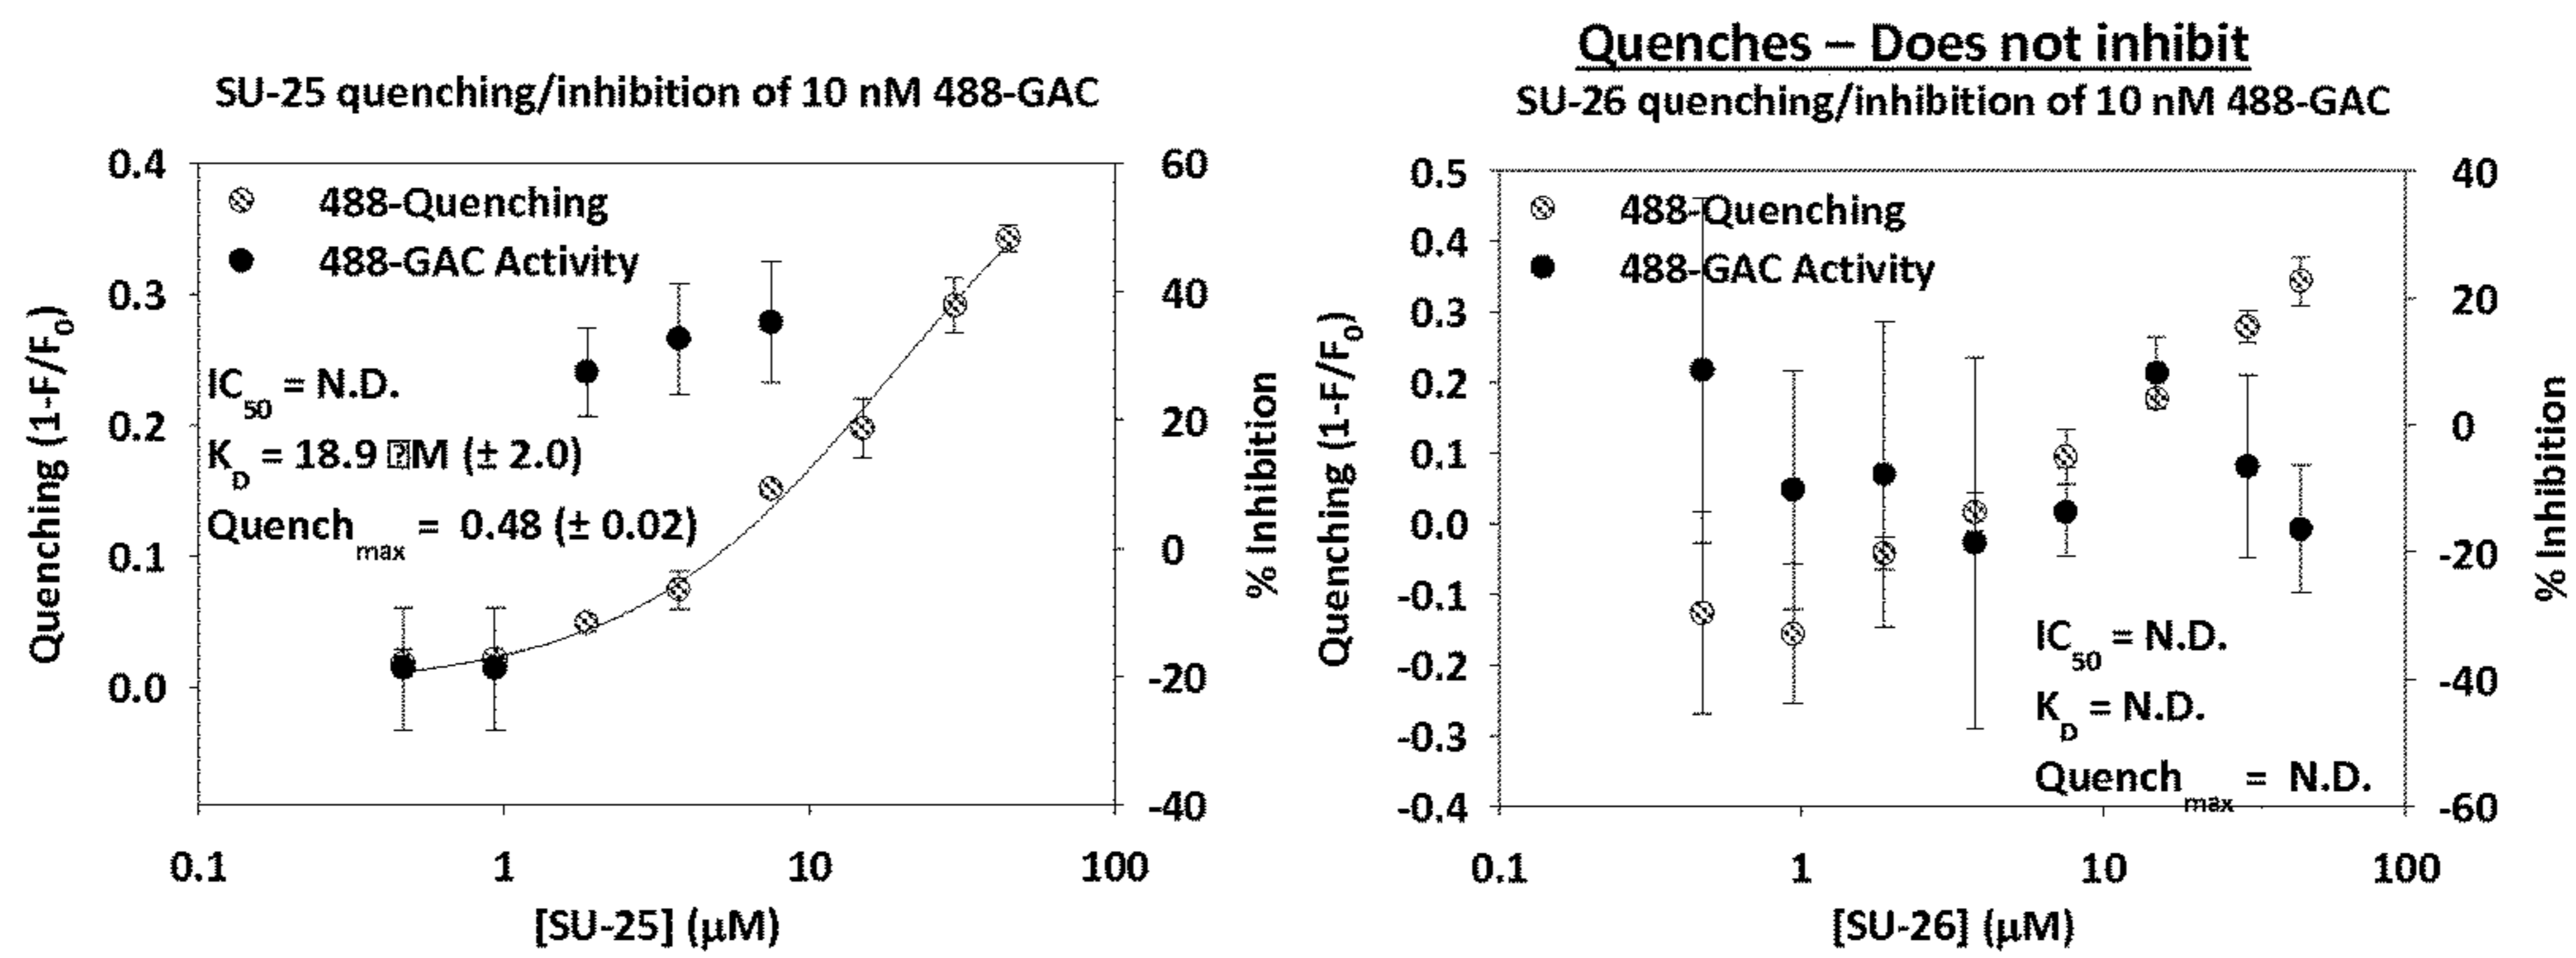 SU-25 quenching/inhibition of 10 nM 488-GAC
0.4
0.3
0.2
0.1
0.0
Quenching (1-F/F0)
488-Quenching
488-GAC Activity
IC50 = N.D.
KD = 18.9 �M (± 2.0)
Quenchmax = 0.48 (± 0.02)
60
40
20
0
-20
-40
% Inhibition
0.1 1 10 100
[SU-25] (μM)
Quenches – Does not inhibit
SU-26 quenching/inhibition of 10 nM 488-GAC
0.5
0.4
0.3
0.2
0.1
0.0
-0.1
-0.2
-0.3
-0.4
Quenching (1-F/F0)
488-Quenching
488-GAC Activity
IC50 = N.D.
KD = N.D.
Quenchmax = N.D.
40
20
0
-20
-40
-60
% Inhibition
0.1 1 10 100
[SU-26] (μM)